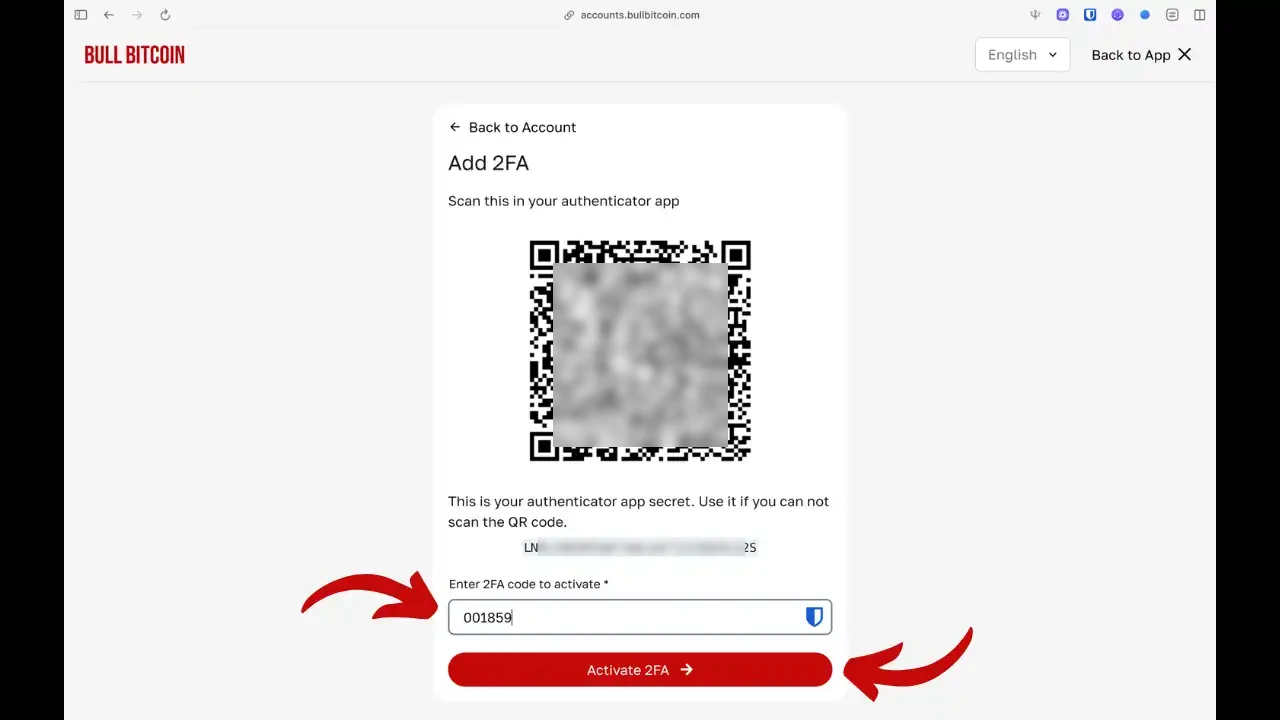 accounts.bullbitcoin.com
BULL BITCOIN
English
Back to App
Back to Account
Add 2FA
Scan this in your authenticator app
This is your authenticator app secret. Use it if you can not
scan the QR code.
LN 2S
Enter 2FA code to activate *
001859
Activate 2FA